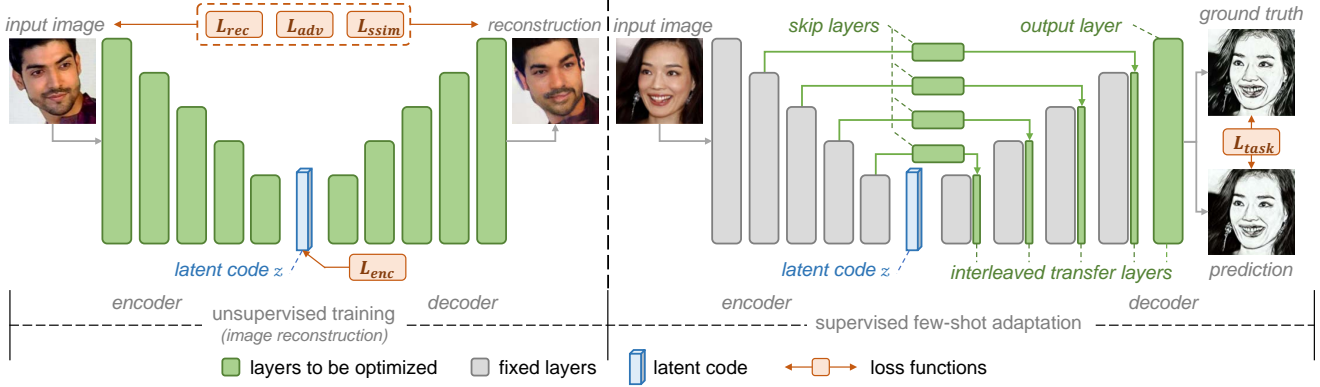 input image
L_rec L_adv L_ssim
reconstruction
latent code z
L_enc
encoder
decoder
unsupervised training
(image reconstruction)
input image
skip layers
output layer
ground truth
L_task
prediction
latent code z
interleaved transfer layers
encoder
decoder
supervised few-shot adaptation
layers to be optimized
fixed layers
latent code
loss functions